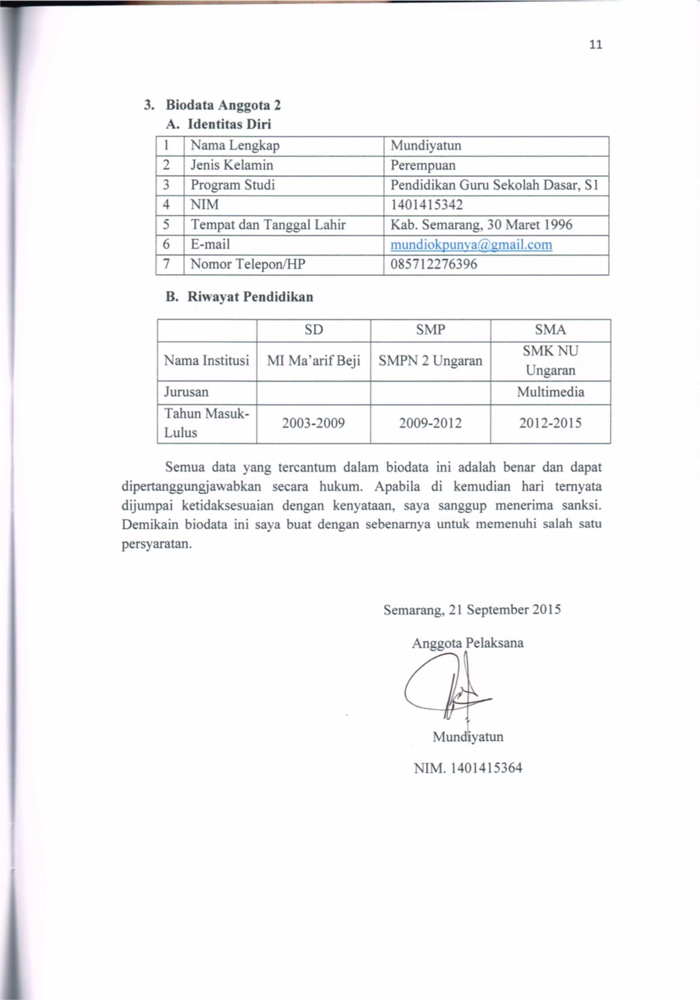 11
3. Biodata Anggota 2
A. Identitas Diri
1 Nama Lengkap Mundiyatun
2 Jenis Kelamin Perempuan
3 Program Studi Pendidikan Guru Sekolah Dasar, S1
4 NIM 1401415342
5 Tempat dan Tanggal Lahir Kab. Semarang, 30 Maret 1996
6 E-mail mundiokpunya@gmail.com
7 Nomor Telepon/HP 085712276396
B. Riwayat Pendidikan
SD SMP SMA
Nama Institusi MI Ma'arif Beji SMPN 2 Ungaran SMK NU
Ungaran
Jurusan Multimedia
Tahun Masuk-
Lulus 2003-2009 2009-2012 2012-2015
Semua data yang tercantum dalam biodata ini adalah benar dan dapat
dipertanggungjawabkan secara hukum. Apabila di kemudian hari ternyata
dijumpai ketidaksesuaian dengan kenyataan, saya sanggup menerima sanksi.
Demikain biodata ini saya buat dengan sebenarnya untuk memenuhi salah satu
persyaratan.
Semarang, 21 September 2015
Anggota Pelaksana
Mundiyatun
NIM. 1401415364